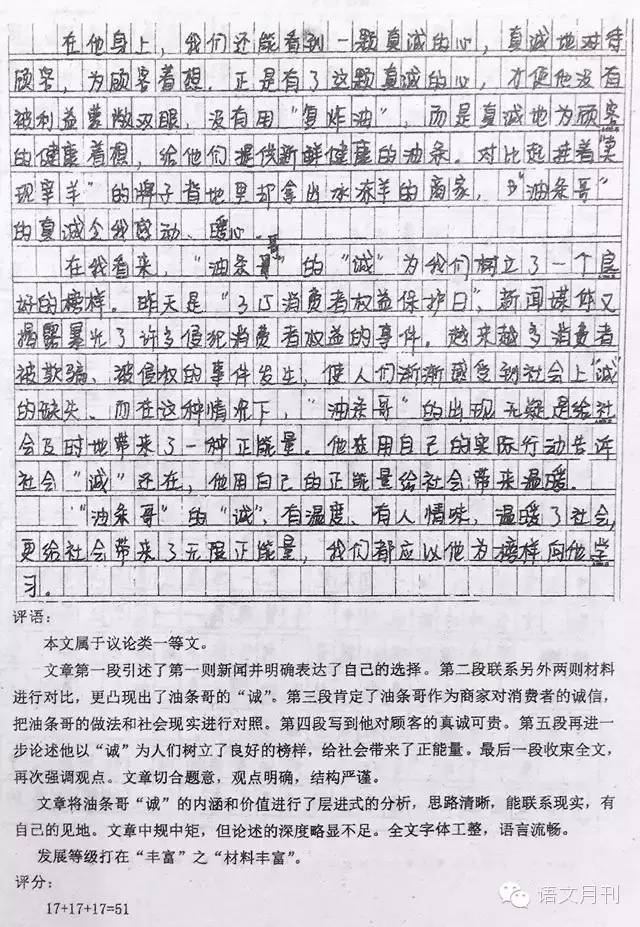 在他身上，我们还能看到一颗真诚的心，真诚地对待
顾客，为顾客着想。正是有了这颗真诚的心，才使他没有
被利益蒙敝双眼，没有用“复炸油”，而是真诚地为顾客
的健康着想，给他们提供新鲜健康的油条。对比起挂着“
现宰羊”的牌子背地里却拿出冰冻羊的商家，“油条哥”
的真诚令我感动、暖心。
在我看来，“油条哥”的“诚”为我们树立了一个良
好的榜样。昨天是“315消费者权益保护日”，新闻媒体又
揭露曝光了许多侵犯消费者权益的事件。越来越多消费者
被欺骗、被侵权的事件发生，使人们渐渐感受到社会上“诚”
的缺失、而在这种情况下，“油条哥”的出现无疑是给社
会及时地带来了一种正能量。他在用自己的实际行动告诉
社会“诚”还在，他用自己的正能量给社会带来温暖。
“油条哥”的“诚”，有温度、有人情味，温暖了社会，
更给社会带来了无限正能量，我们都应以他为榜样向他学
习。
评语：
本文属于议论类一等文。
文章第一段引述了第一则新闻并明确表达了自己的选择。第二段联系另外两则材料
进行对比，更凸现出了油条哥的“诚”。第三段肯定了油条哥作为商家对消费者的诚信，
把油条哥的做法和社会现实进行对照。第四段写到他对顾客的真诚可贵。第五段再进一
步论述他以“诚”为人们树立了良好的榜样，给社会带来了正能量。最后一段收束全文，
再次强调观点。文章切合题意，观点明确，结构严谨。
文章将油条哥“诚”的内涵和价值进行了层进式的分析，思路清晰，能联系现实，有
自己的见地。文章中规中矩，但论述的深度略显不足。全文字体工整，语言流畅。
发展等级打在“丰富”之“材料丰富”。
评分：
17+17+17=51
语文月刊